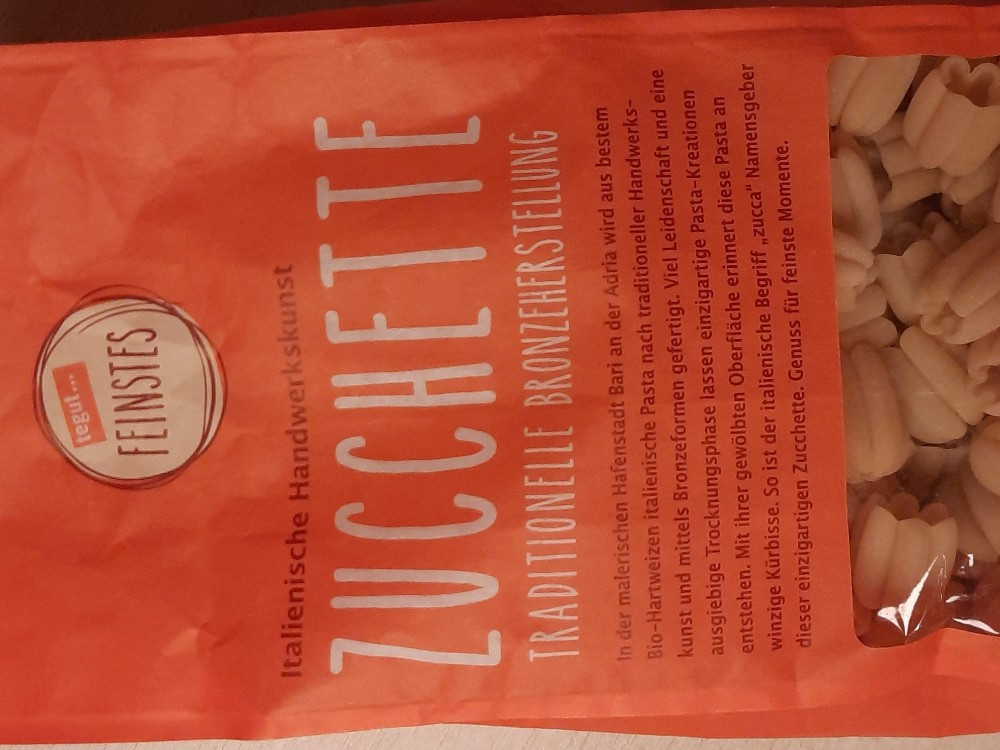 tegut...
FEINSTES
Italienische Handwerkskunst
ZUCCHETTE
TRADITIONELLE BRONZEHERSTELLUNG
In der malerischen Hafenstadt Bari an der Adria wird aus bestem
Bio-Hartweizen italienische Pasta nach traditioneller Handwerks-
kunst und mittels Bronzeformen gefertigt. Viel Leidenschaft und eine
ausgiebige Trocknungsphase lassen einzigartige Pasta-Kreationen
entstehen. Mit ihrer gewölbten Oberfläche erinnert diese Pasta an
winzige Kürbisse. So ist der italienische Begriff „zucca“ Namensgeber
dieser einzigartigen Zucchette. Genuss für feinste Momente.